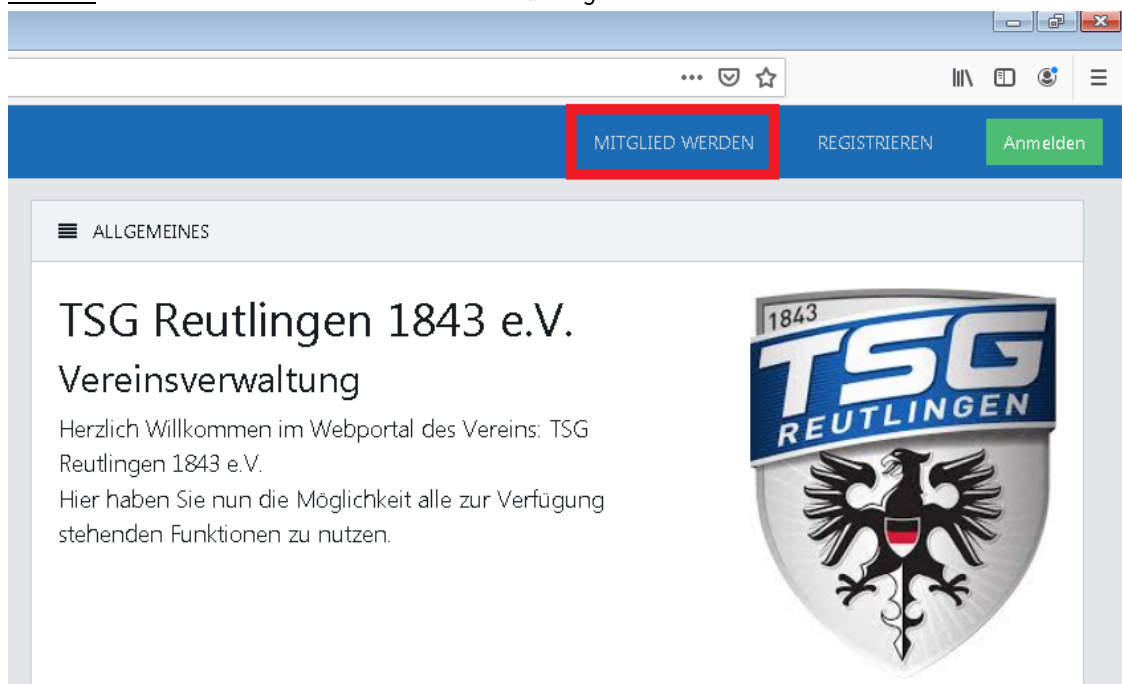 MITGLIED WERDEN REGISTRIEREN Anmelden
ALLGEMEINES
TSG Reutlingen 1843 e.V.
Vereinsverwaltung
Herzlich Willkommen im Webportal des Vereins: TSG
Reutlingen 1843 e.V.
Hier haben Sie nun die Möglichkeit alle zur Verfügung
stehenden Funktionen zu nutzen.
1843
TSG
REUTLINGEN